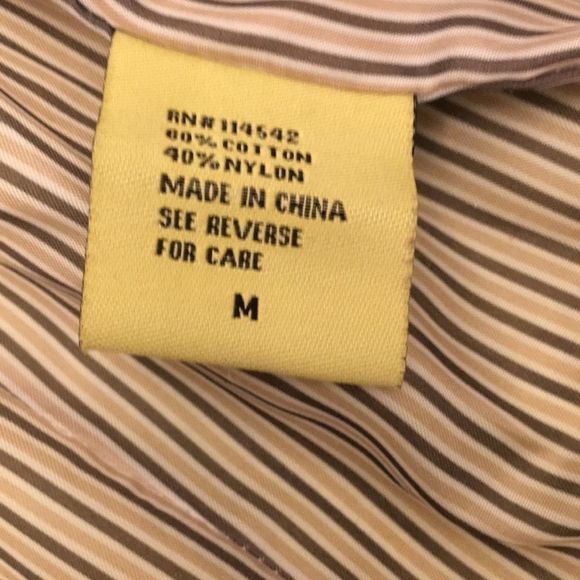 RN# 114542
60% COTTON
40% NYLON
MADE IN CHINA
SEE REVERSE
FOR CARE
M